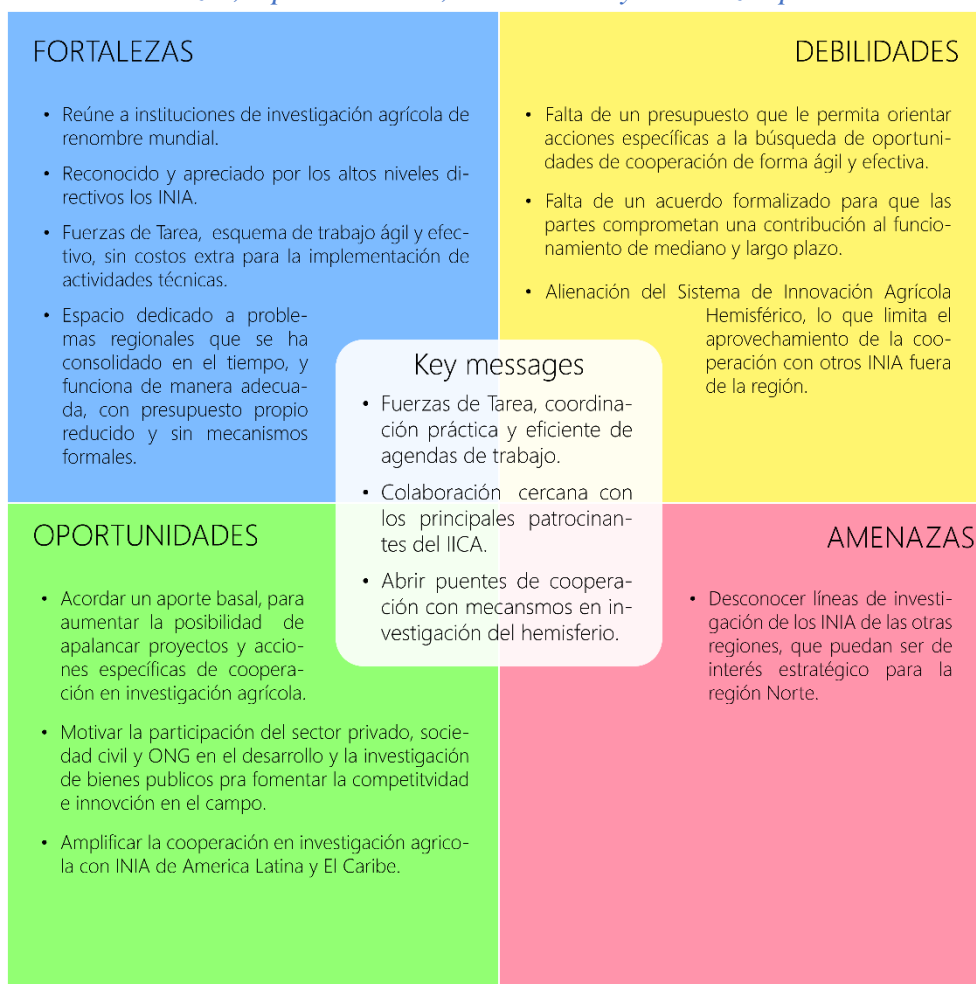 FORTALEZAS
• Reúne a instituciones de investigación agrícola de
renombre mundial.
• Reconocido y apreciado por los altos niveles di-
rectivos los INIA.
• Fuerzas de Tarea, esquema de trabajo ágil y efec-
tivo, sin costos extra para la implementación de
actividades técnicas.
• Espacio dedicado a proble-
mas regionales que se ha
consolidado en el tiempo, y
funciona de manera adecua-
da, con presupuesto propio
reducido y sin mecanismos
formales.
DEBILIDADES
• Falta de un presupuesto que le permita orientar
acciones específicas a la búsqueda de oportuni-
dades de cooperación de forma ágil y efectiva.
• Falta de un acuerdo formalizado para que las
partes comprometan una contribución al funcio-
namiento de mediano y largo plazo.
• Alienación del Sistema de Innovación Agrícola
Hemisférico, lo que limita el
aprovechamiento de la coo-
peración con otros INIA fuera
de la región.
Key messages
• Fuerzas de Tarea, coordina-
ción práctica y eficiente de
agendas de trabajo.
• Colaboración cercana con
los principales patrocinan-
tes del IICA.
• Abrir puentes de coopera-
ción con mecansmos en in-
vestigación del hemisferio.
OPORTUNIDADES
• Acordar un aporte basal, para
aumentar la posibilidad de
apalancar proyectos y accio-
nes específicas de coopera-
ción en investigación agrícola.
• Motivar la participación del sector privado, socie-
dad civil y ONG en el desarrollo y la investigación
de bienes publicos pra fomentar la competitvidad
e innovción en el campo.
• Amplificar la cooperación en investigación agrico-
la con INIA de America Latina y El Caribe.
AMENAZAS
• Desconocer líneas de investi-
gación de los INIA de las otras
regiones, que puedan ser de
interés estratégico para la
región Norte.